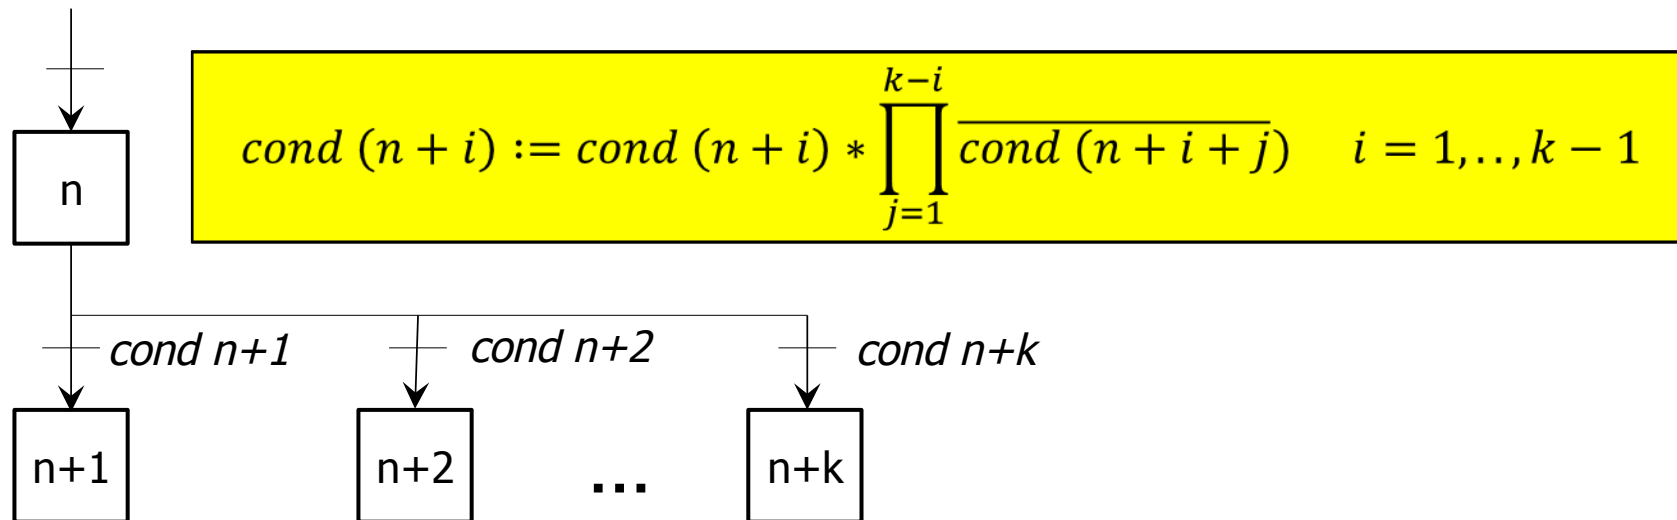 cond (n + i) := cond (n + i) * ∏_{j=1}^{k−i} \overline{cond (n + i + j)} i = 1,..,k − 1
n
cond n+1 cond n+2 cond n+k
n+1 n+2 ... n+k